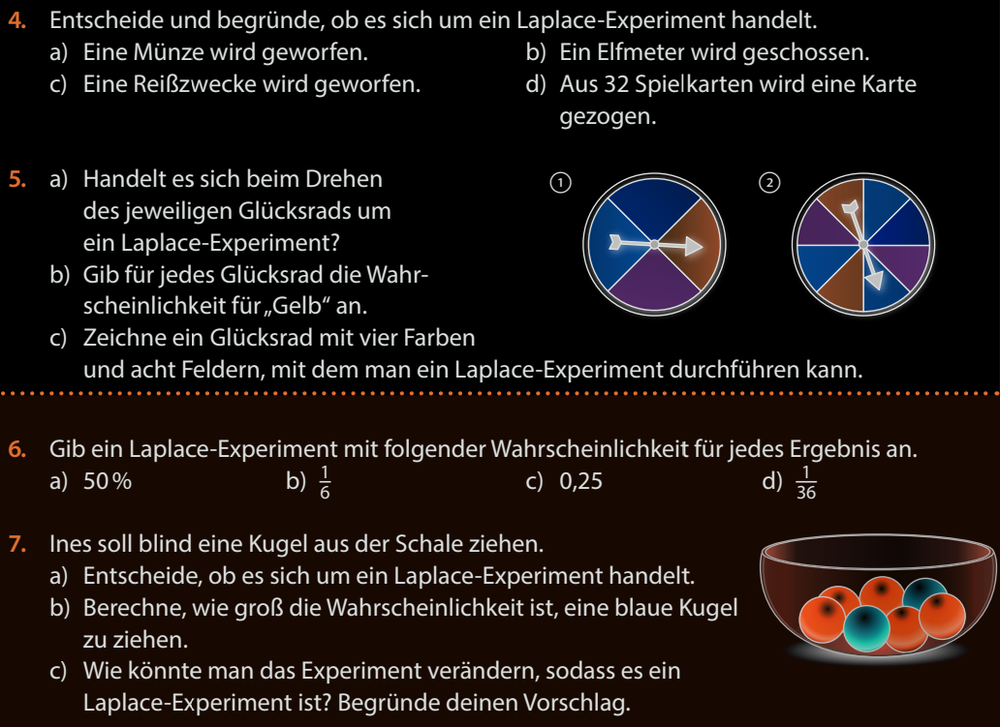 4. Entscheide und begründe, ob es sich um ein Laplace-Experiment handelt.
a) Eine Münze wird geworfen.
b) Ein Elfmeter wird geschossen.
c) Eine Reißzwecke wird geworfen.
d) Aus 32 Spielkarten wird eine Karte
gezogen.
5. a) Handelt es sich beim Drehen
des jeweiligen Glücksrads um
ein Laplace-Experiment?
b) Gib für jedes Glücksrad die Wahr-
scheinlichkeit für „Gelb“ an.
c) Zeichne ein Glücksrad mit vier Farben
und acht Feldern, mit dem man ein Laplace-Experiment durchführen kann.
①
②
6. Gib ein Laplace-Experiment mit folgender Wahrscheinlichkeit für jedes Ergebnis an.
a) 50 % b) 1/6 c) 0,25 d) 1/36
7. Ines soll blind eine Kugel aus der Schale ziehen.
a) Entscheide, ob es sich um ein Laplace-Experiment handelt.
b) Berechne, wie groß die Wahrscheinlichkeit ist, eine blaue Kugel
zu ziehen.
c) Wie könnte man das Experiment verändern, sodass es ein
Laplace-Experiment ist? Begründe deinen Vorschlag.